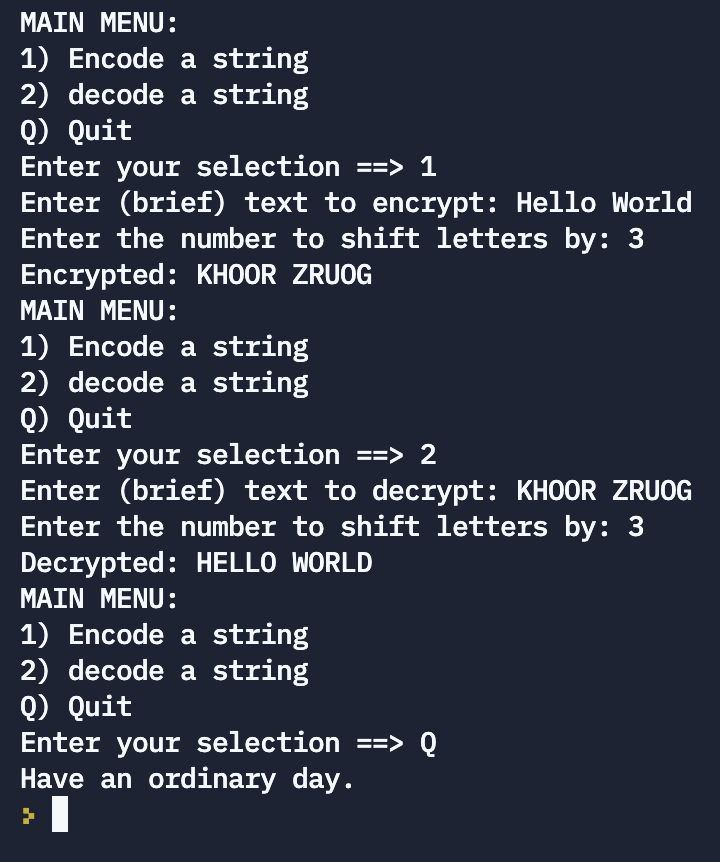 MAIN MENU:
1) Encode a string
2) decode a string
Q) Quit
Enter your selection ==> 1
Enter (brief) text to encrypt: Hello World
Enter the number to shift letters by: 3
Encrypted: KHOOR ZRUOG
MAIN MENU:
1) Encode a string
2) decode a string
Q) Quit
Enter your selection ==> 2
Enter (brief) text to decrypt: KHOOR ZRUOG
Enter the number to shift letters by: 3
Decrypted: HELLO WORLD
MAIN MENU:
1) Encode a string
2) decode a string
Q) Quit
Enter your selection ==> Q
Have an ordinary day.